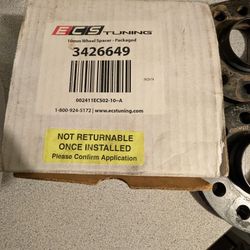 ECS TUNING
10mm Wheel Spacer - Packaged
3426649
002411ECS02-10~A
1-800-924-5172 | www.ecstuning.com
NOT RETURNABLE
ONCE INSTALLED
Please Confirm Application